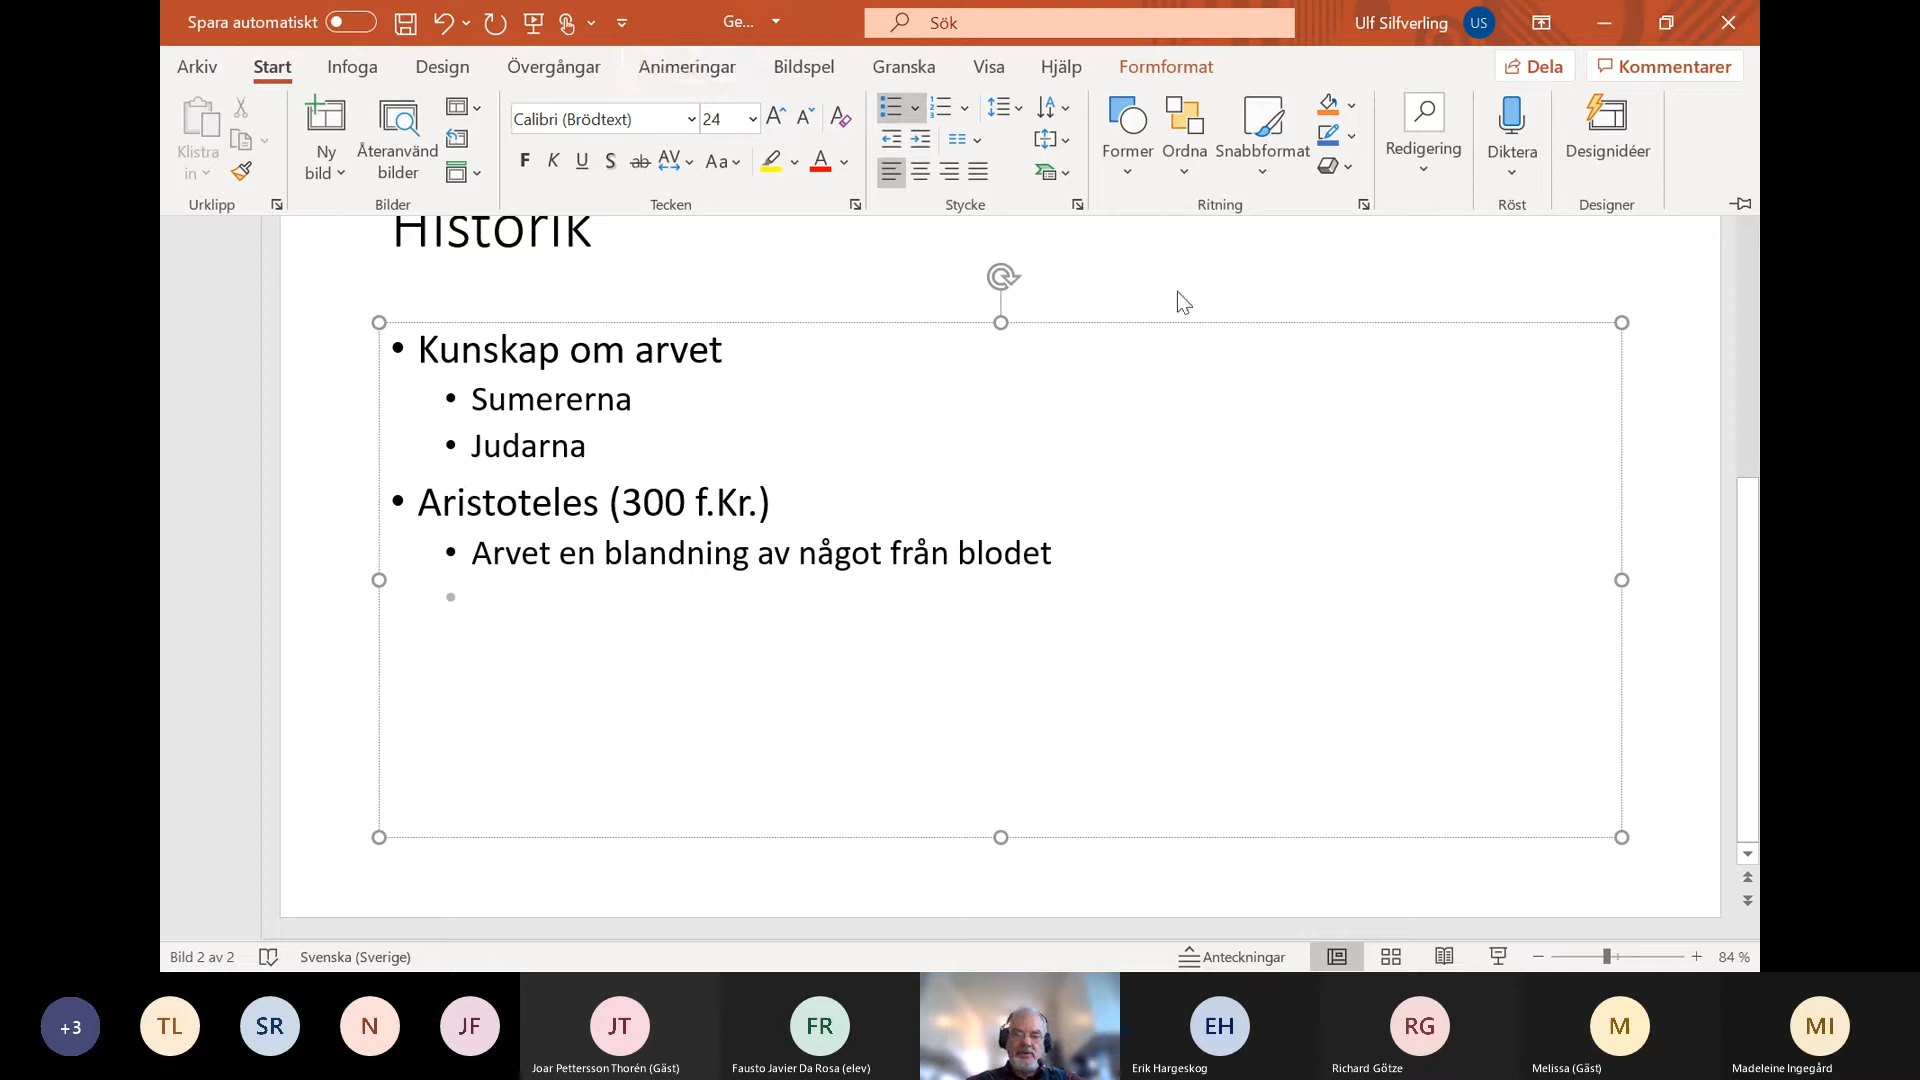 Spara automatiskt
Ge...
Sök
Ulf Silfverling
US
Arkiv
Start
Infoga
Design
Övergångar
Animeringar
Bildspel
Granska
Visa
Hjälp
Formformat
Dela
Kommentarer
Klistra in
Ny bild
Återanvänd bilder
Calibri (Brödtext)
24
F K U S ab AV Aa A
Former
Ordna
Snabbformat
Redigering
Diktera
Designidéer
Urklipp
Bilder
Tecken
Stycke
Ritning
Röst
Designer
Historik
• Kunskap om arvet
• Sumererna
• Judarna
• Aristoteles (300 f.Kr.)
• Arvet en blandning av något från blodet
Bild 2 av 2
Svenska (Sverige)
Anteckningar
84 %
+3
TL
SR
N
JF
JT
FR
EH
RG
M
MI
Joar Pettersson Thorén (Gäst)
Fausto Javier Da Rosa (elev)
Erik Hargeskog
Richard Götze
Melissa (Gäst)
Madeleine Ingegård